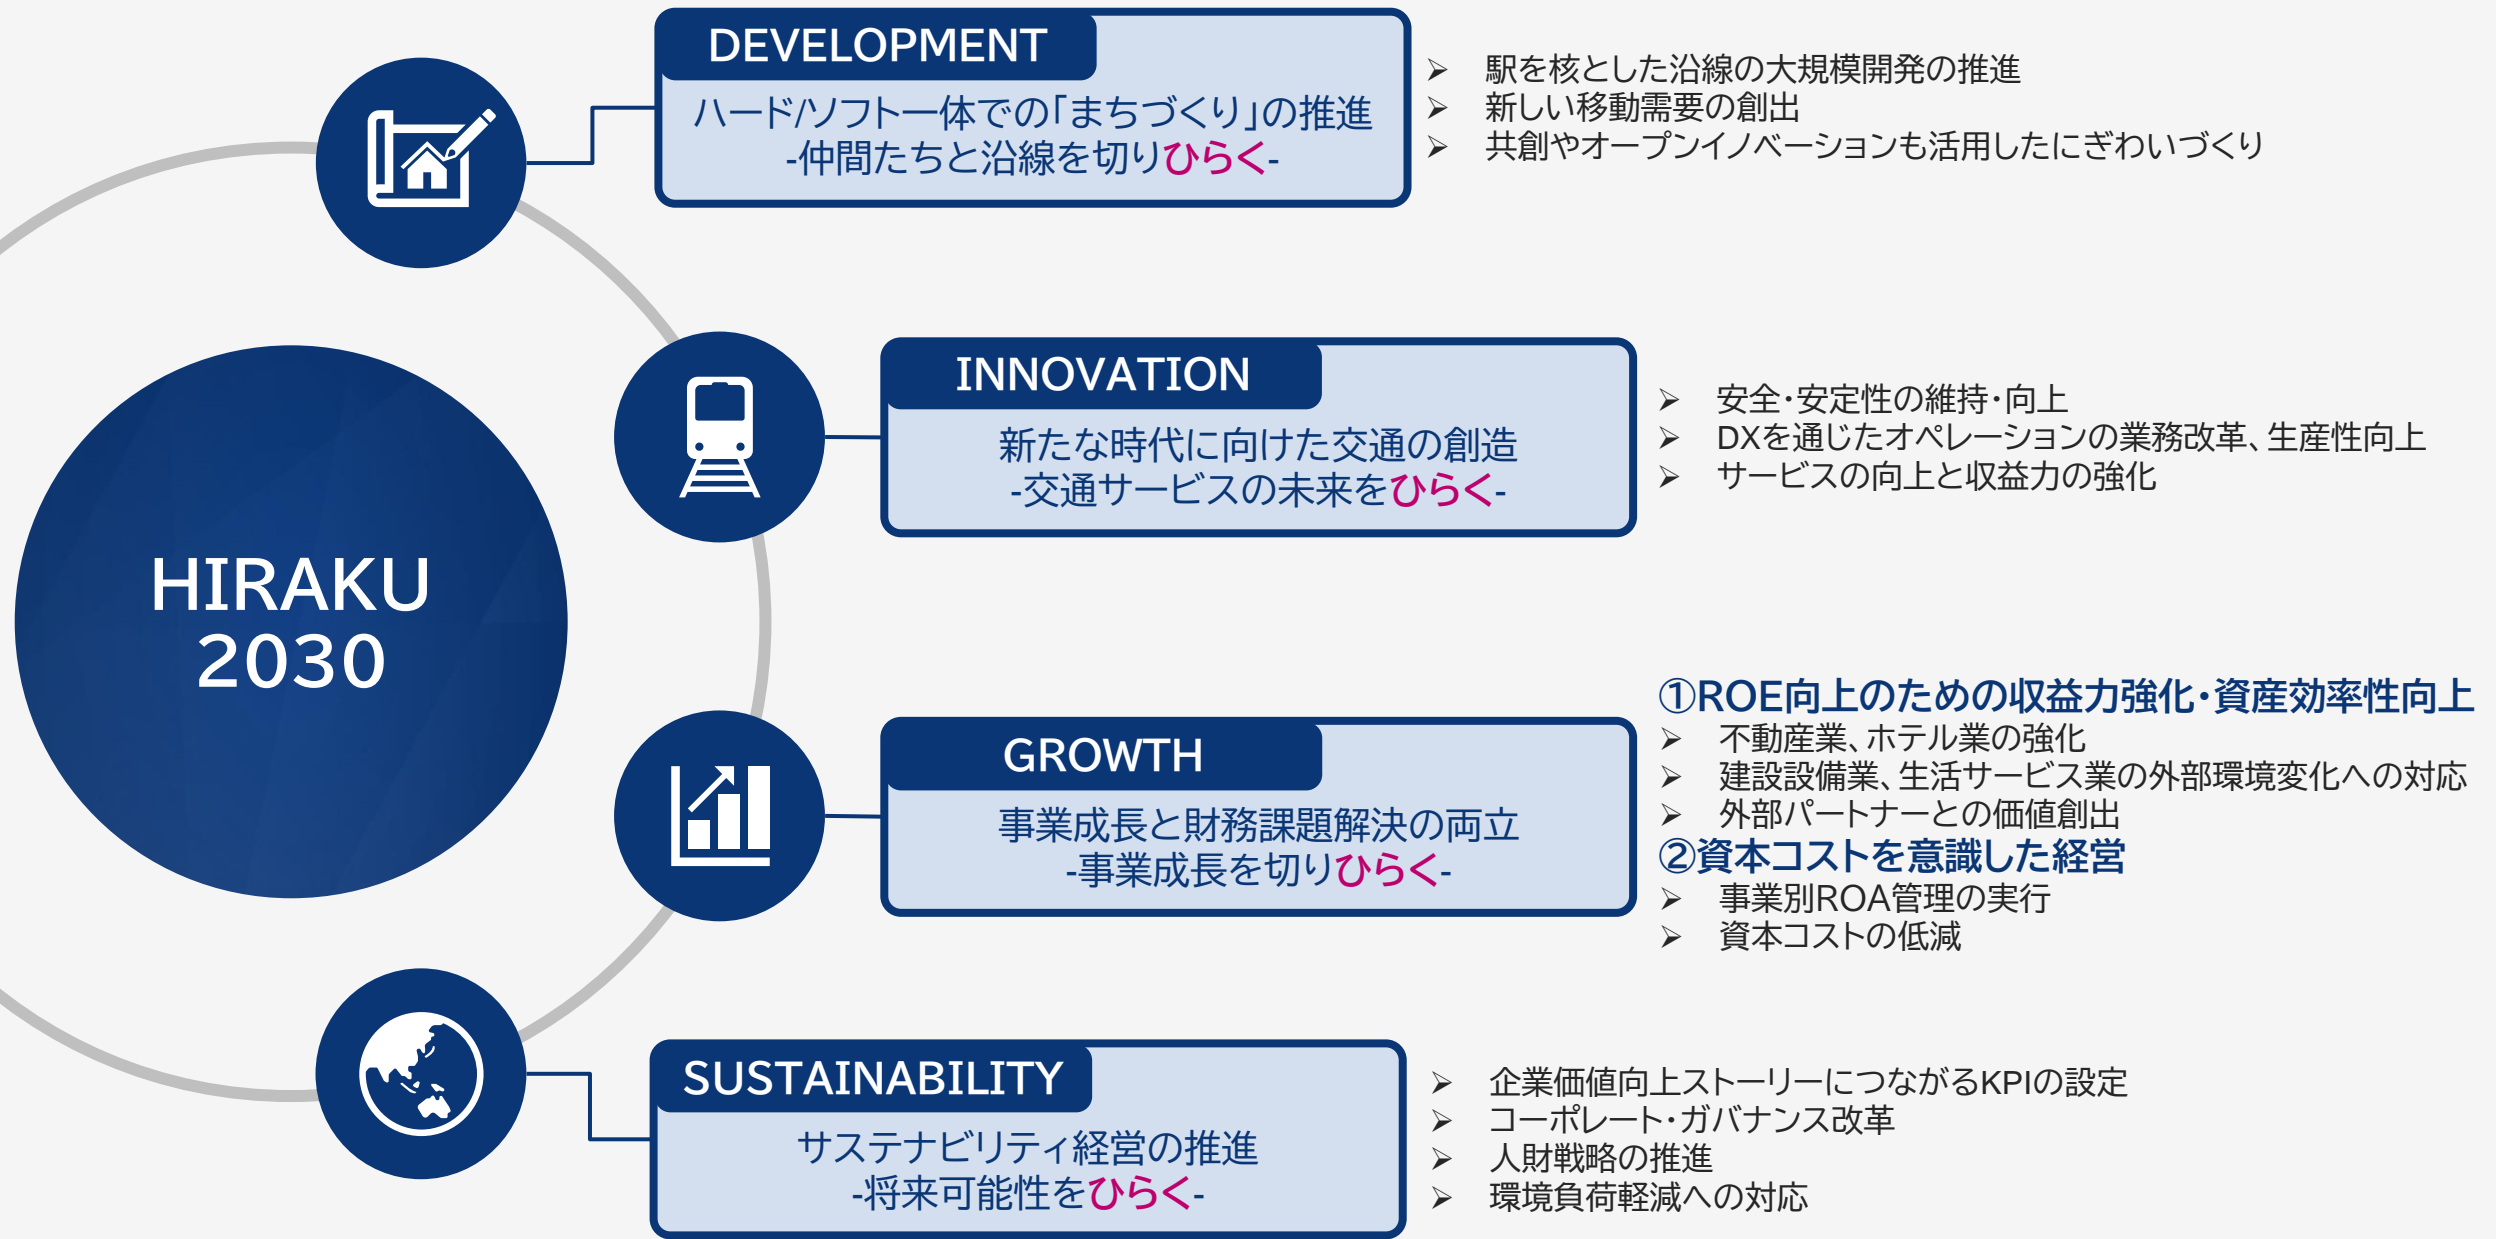 HIRAKU
2030
DEVELOPMENT
ハード/ソフト一体での「まちづくり」の推進
-仲間たちと沿線を切りひらく-
➢ 駅を核とした沿線の大規模開発の推進
➢ 新しい移動需要の創出
➢ 共創やオープンイノベーションも活用したにぎわいづくり
INNOVATION
新たな時代に向けた交通の創造
-交通サービスの未来をひらく-
➢ 安全・安定性の維持・向上
➢ DXを通じたオペレーションの業務改革、生産性向上
➢ サービスの向上と収益力の強化
GROWTH
事業成長と財務課題解決の両立
-事業成長を切りひらく-
①ROE向上のための収益力強化・資産効率性向上
➢ 不動産業、ホテル業の強化
➢ 建設設備業、生活サービス業の外部環境変化への対応
➢ 外部パートナーとの価値創出
②資本コストを意識した経営
➢ 事業別ROA管理の実行
➢ 資本コストの低減
SUSTAINABILITY
サステナビリティ経営の推進
-将来可能性をひらく-
➢ 企業価値向上ストーリーにつながるKPIの設定
➢ コーポレート・ガバナンス改革
➢ 人財戦略の推進
➢ 環境負荷軽減への対応